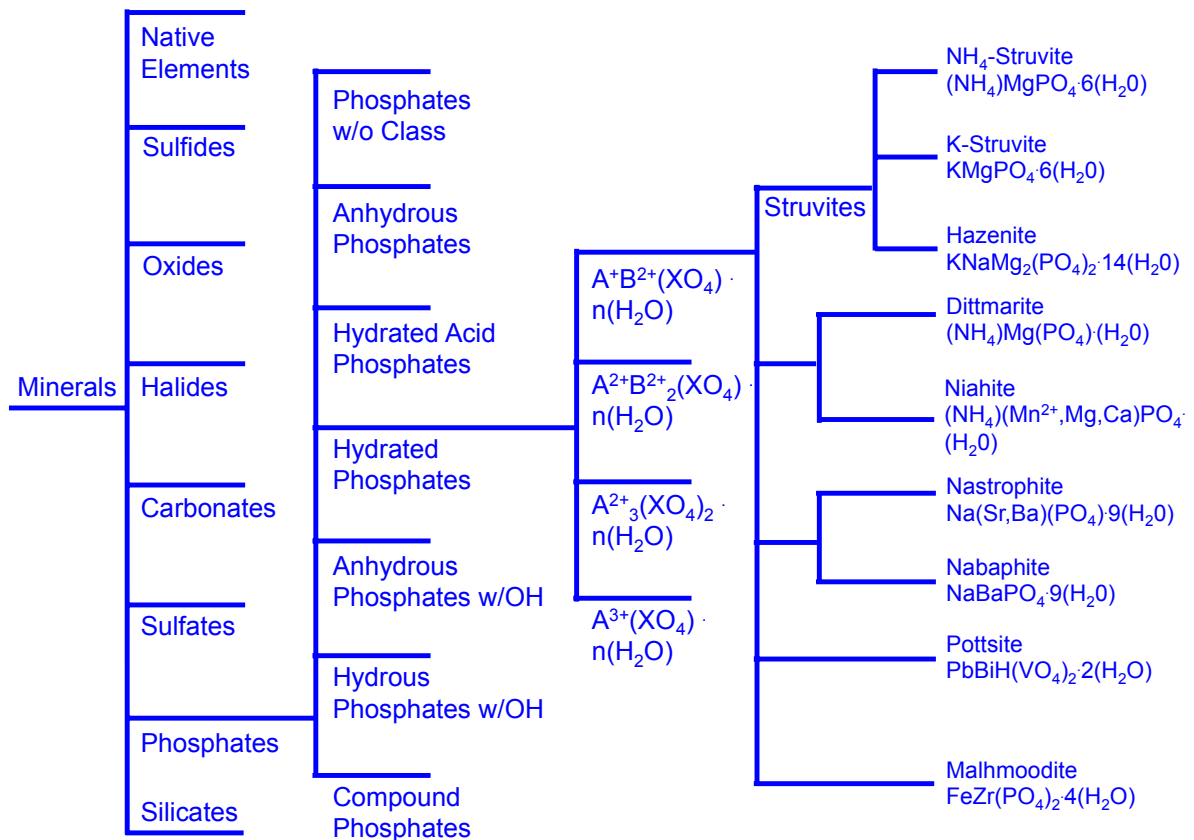 Minerals
Native
Elements
Sulfides
Oxides
Halides
Carbonates
Sulfates
Phosphates
Silicates
Phosphates
w/o Class
Anhydrous
Phosphates
Hydrated Acid
Phosphates
Hydrated
Phosphates
Anhydrous
Phosphates w/OH
Hydrous
Phosphates w/OH
Compound
Phosphates
A⁺B²⁺(XO₄) ·
n(H₂O)
A²⁺B²⁺₂(XO₄) ·
n(H₂O)
A²⁺₃(XO₄)₂ ·
n(H₂O)
A³⁺(XO₄) ·
n(H₂O)
Struvites
NH₄-Struvite
(NH₄)MgPO₄·6(H₂0)
K-Struvite
KMgPO₄·6(H₂0)
Hazenite
KNaMg₂(PO₄)₂·14(H₂0)
Dittmarite
(NH₄)Mg(PO₄)·(H₂0)
Niahite
(NH₄)(Mn²⁺,Mg,Ca)PO₄·
(H₂0)
Nastrophite
Na(Sr,Ba)(PO₄)·9(H₂0)
Nabaphite
NaBaPO₄·9(H₂0)
Pottsite
PbBiH(VO₄)₂·2(H₂O)
Malhmoodite
FeZr(PO₄)₂·4(H₂O)